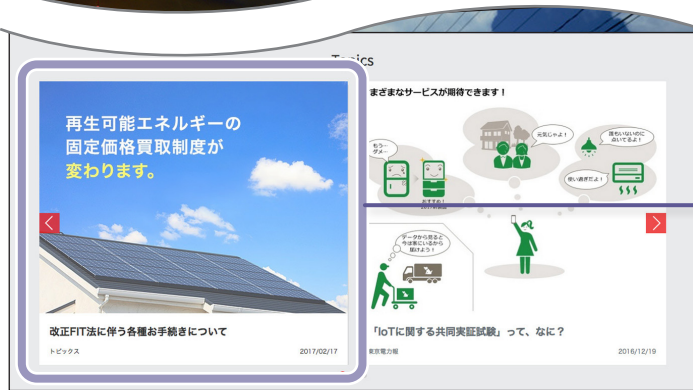 Topics
再生可能エネルギーの
固定価格買取制度が
変わります。
改正FIT法に伴う各種お手続きについて
トピックス
2017/02/17
まざまなサービスが期待できます！
もう…
ダメ…
おすすめ！
元気じゃよ！
誰もいないのに
点いてるよ！
使い過ぎだよ！
データから見ると
今は家にいるから
届けよう！
「IoTに関する共同実証試験」って、なに？
東京電力報
2016/12/19